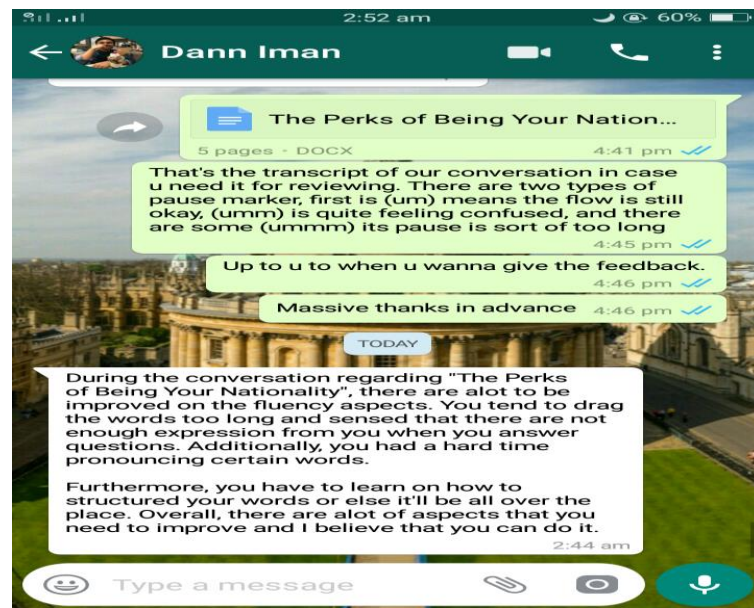 2:52 am
60%
Dann Iman
The Perks of Being Your Nation...
5 pages - DOCX
4:41 pm
That's the transcript of our conversation in case
u need it for reviewing. There are two types of
pause marker, first is (um) means the flow is still
okay, (umm) is quite feeling confused, and there
are some (ummm) its pause is sort of too long
4:45 pm
Up to u to when u wanna give the feedback.
4:46 pm
Massive thanks in advance 4:46 pm
TODAY
During the conversation regarding "The Perks
of Being Your Nationality", there are alot to be
improved on the fluency aspects. You tend to drag
the words too long and sensed that there are not
enough expression from you when you answer
questions. Additionally, you had a hard time
pronouncing certain words.
Furthermore, you have to learn on how to
structured your words or else it'll be all over the
place. Overall, there are alot of aspects that you
need to improve and I believe that you can do it.
2:44 am
Type a message